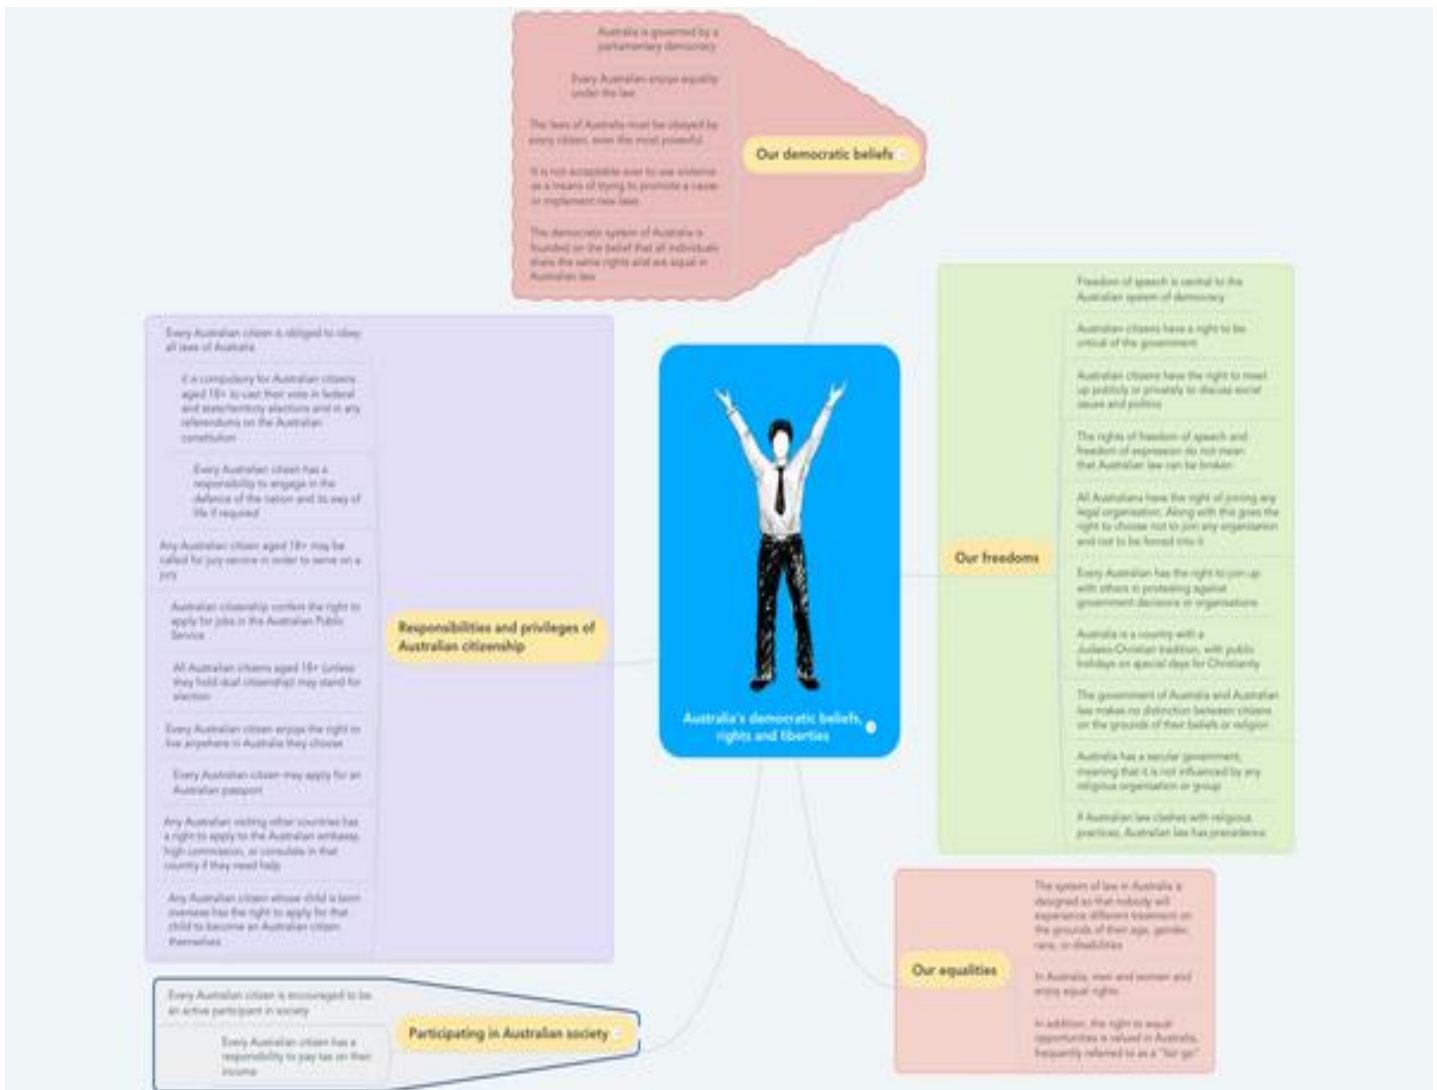 Australia is governed by a
parliamentary democracy
Every Australian enjoys equality
under the law
The laws of Australia must be obeyed by
every citizen, even the most powerful
It is not acceptable ever to use violence
as a means of trying to promote a cause
or implement new laws
The democratic system of Australia is
founded on the belief that all individuals
share the same rights and are equal in
Australian law
Our democratic beliefs
Every Australian citizen is obliged to obey
all laws of Australia
it is compulsory for Australian citizens
aged 18+ to cast their vote in federal
and state/territory elections and in any
referendums on the Australian
constitution
Every Australian citizen has a
responsibility to engage in the
defence of the nation and its way of
life if required
Any Australian citizen aged 18+ may be
called for jury service in order to serve on a
jury
Australian citizenship confers the right to
apply for jobs in the Australian Public
Service
All Australian citizens aged 18+ (unless
they hold dual citizenship) may stand for
election
Every Australian citizen enjoys the right to
live anywhere in Australia they choose
Every Australian citizen may apply for an
Australian passport
Any Australian visiting other countries has
a right to apply to the Australian embassy,
high commission, or consulate in that
country if they need help
Any Australian citizen whose child is born
overseas has the right to apply for that
child to become an Australian citizen
themselves
Responsibilities and privileges of
Australian citizenship
Australia's democratic beliefs,
rights and liberties
Our freedoms
Freedom of speech is central to the
Australian system of democracy
Australian citizens have a right to be
critical of the government
Australian citizens have the right to meet
up publicly or privately to discuss social
issues and politics
The rights of freedom of speech and
freedom of expression do not mean
that Australian law can be broken
All Australians have the right of joining any
legal organisation. Along with this goes the
right to choose not to join any organisation
and not to be forced into it
Every Australian has the right to join up
with others in protesting against
government decisions or organisations
Australia is a country with a
Judaeo-Christian tradition, with public
holidays on special days for Christianity
The government of Australia and Australian
law makes no distinction between citizens
on the grounds of their beliefs or religion
Australia has a secular government,
meaning that it is not influenced by any
religious organisation or group
If Australian law clashes with religious
practices, Australian law has precedence
Our equalities
The system of law in Australia is
designed so that nobody will
experience different treatment on
the grounds of their age, gender,
race, or disabilities
In Australia, men and women and
enjoy equal rights
In addition, the right to equal
opportunities is valued in Australia,
frequently referred to as a "fair go"
Every Australian citizen is encouraged to be
an active participant in society
Every Australian citizen has a
responsibility to pay tax on their
income
Participating in Australian society